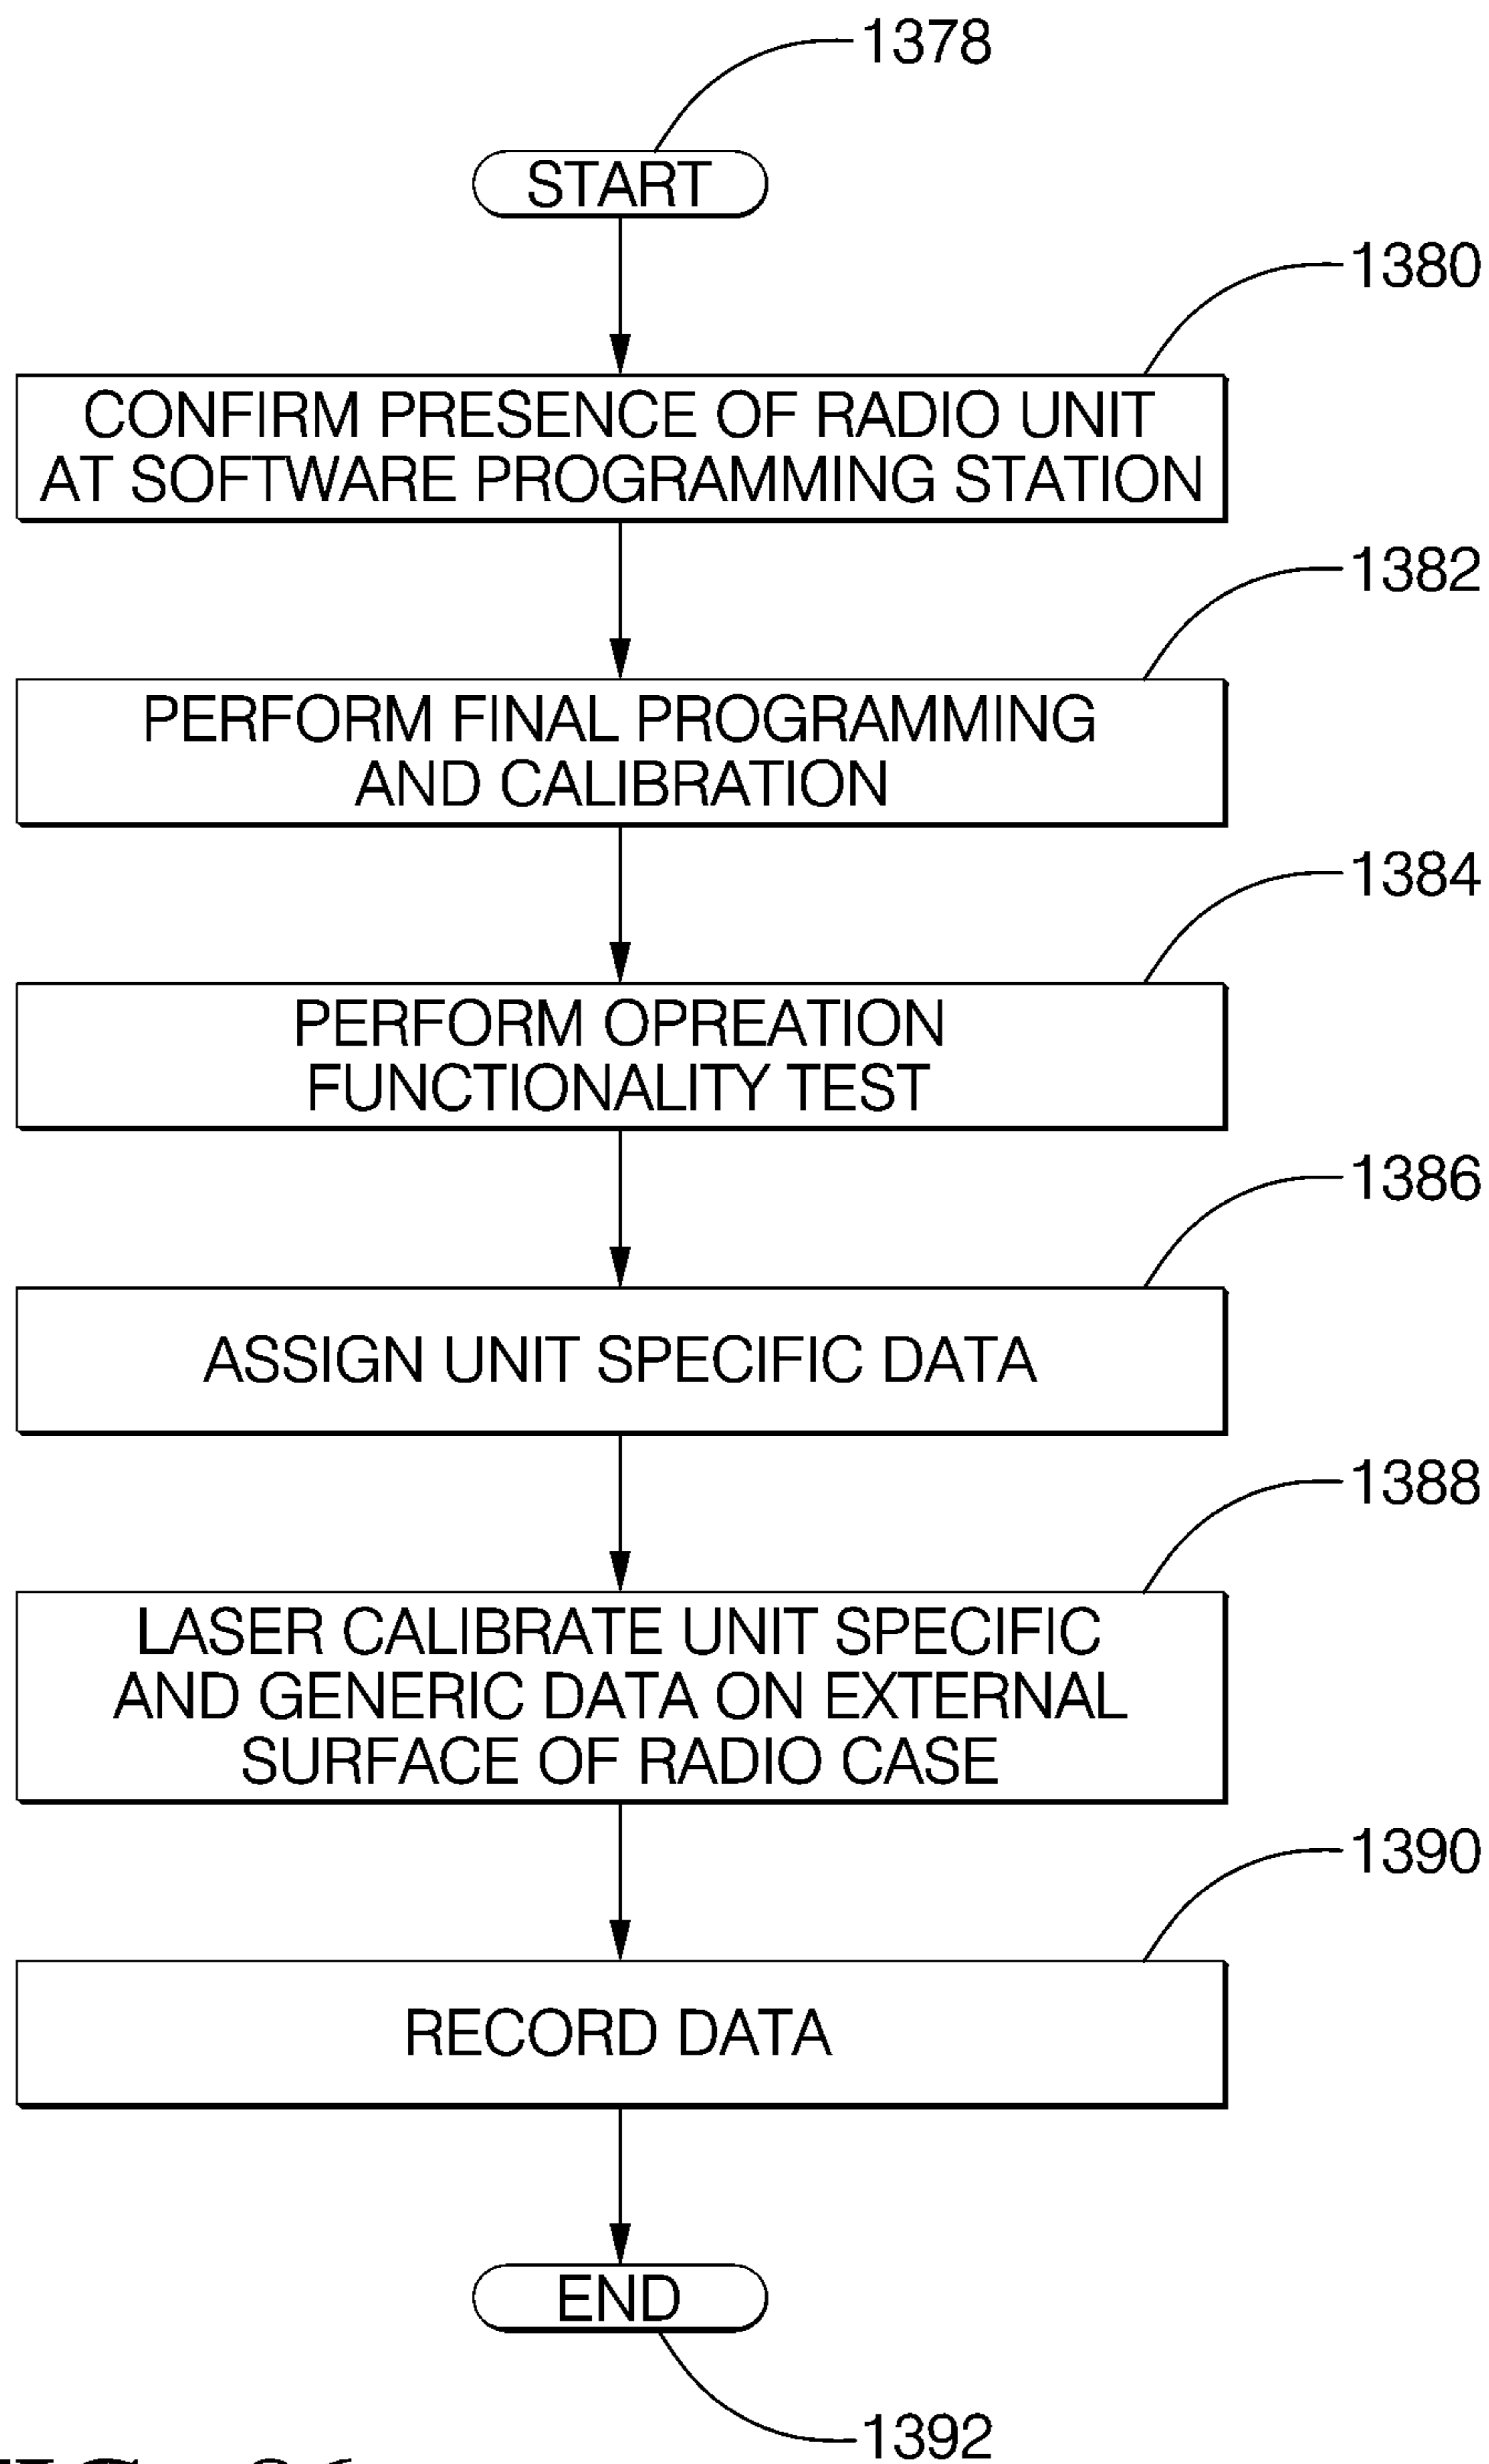 1378
START
1380
CONFIRM PRESENCE OF RADIO UNIT
AT SOFTWARE PROGRAMMING STATION
1382
PERFORM FINAL PROGRAMMING
AND CALIBRATION
1384
PERFORM OPREATION
FUNCTIONALITY TEST
1386
ASSIGN UNIT SPECIFIC DATA
1388
LASER CALIBRATE UNIT SPECIFIC
AND GENERIC DATA ON EXTERNAL
SURFACE OF RADIO CASE
1390
RECORD DATA
END
1392